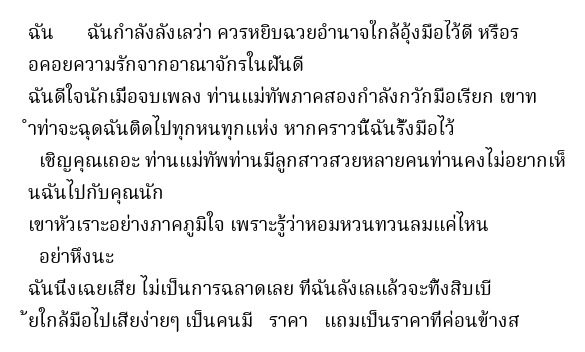 ฉัน      ฉันกำลังลังเลว่า ควรหยิบฉวยอำนาจใกล้อุ้งมือไว้ดี หรือร
อคอยความรักจากอาณาจักรในฝันดี
ฉันดีใจนักเมื่อจบเพลง ท่านแม่ทัพภาคสองกำลังกวักมือเรียก เขาท
ำท่าจะฉุดฉันติดไปทุกหนทุกแห่ง หากคราวนี้ฉันรั้งมือไว้
  เชิญคุณเถอะ ท่านแม่ทัพท่านมีลูกสาวสวยหลายคนท่านคงไม่อยากเห็
นฉันไปกับคุณนัก
เขาหัวเราะอย่างภาคภูมิใจ เพราะรู้ว่าหอมหวนทวนลมแค่ไหน
  อย่าหึงนะ
ฉันนิ่งเฉยเสีย ไม่เป็นการฉลาดเลย ที่ฉันลังเลแล้วจะทิ้งสิบเบี
้ยใกล้มือไปเสียง่ายๆ เป็นคนมี   ราคา   แถมเป็นราคาที่ค่อนข้างส